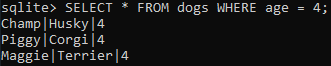 sqlite> SELECT * FROM dogs WHERE age = 4;
Champ|Husky|4
Piggy|Corgi|4
Maggie|Terrier|4